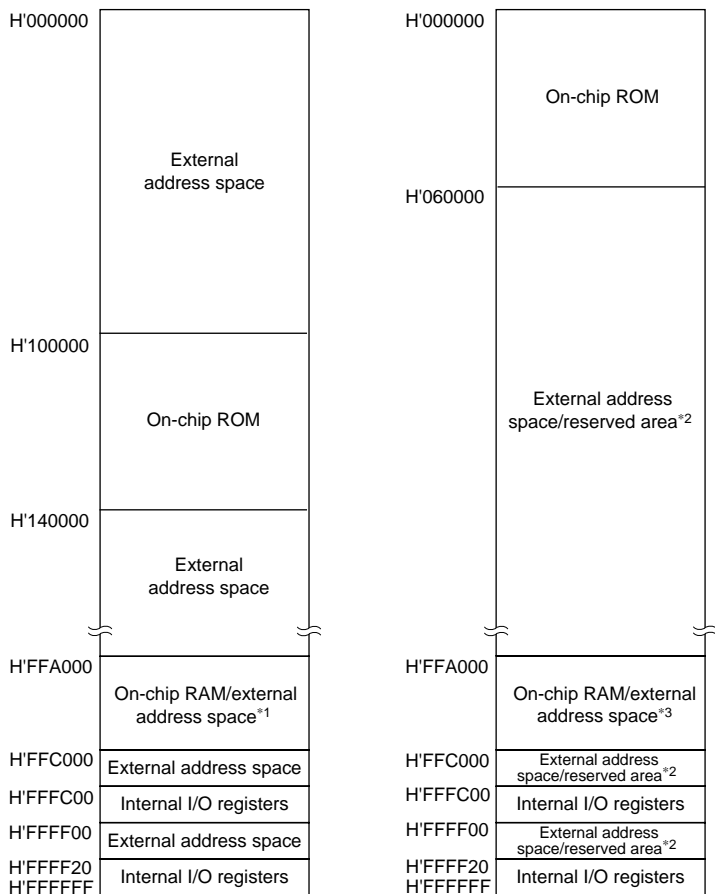 H'000000
External
address space
H'100000
On-chip ROM
H'140000
External
address space
H'FFA000
On-chip RAM/external
address space*1
H'FFC000
External address space
H'FFFC00
Internal I/O registers
H'FFFF00
External address space
H'FFFF20
Internal I/O registers
H'FFFFFF
H'000000
On-chip ROM
H'060000
External address
space/reserved area*2
H'FFA000
On-chip RAM/external
address space*3
H'FFC000
External address
space/reserved area*2
H'FFFC00
Internal I/O registers
H'FFFF00
External address
space/reserved area*2
H'FFFF20
Internal I/O registers
H'FFFFFF